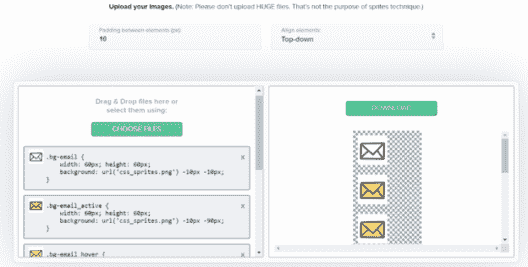 Upload your images. (Note: Please don't upload HUGE files. That's not the purpose of sprites technique.)
Padding between elements (px):
10
Align elements:
Top-down
Drag & Drop files here or
select them using:
CHOOSE FILES
DOWNLOAD
.bg-email {
width: 60px; height: 60px;
background: url("css_sprites.png") -10px -10px;
}
x
.bg-email_active {
width: 60px; height: 60px;
background: url("css_sprites.png") -10px -90px;
}
x
.bg-email_hover {
x